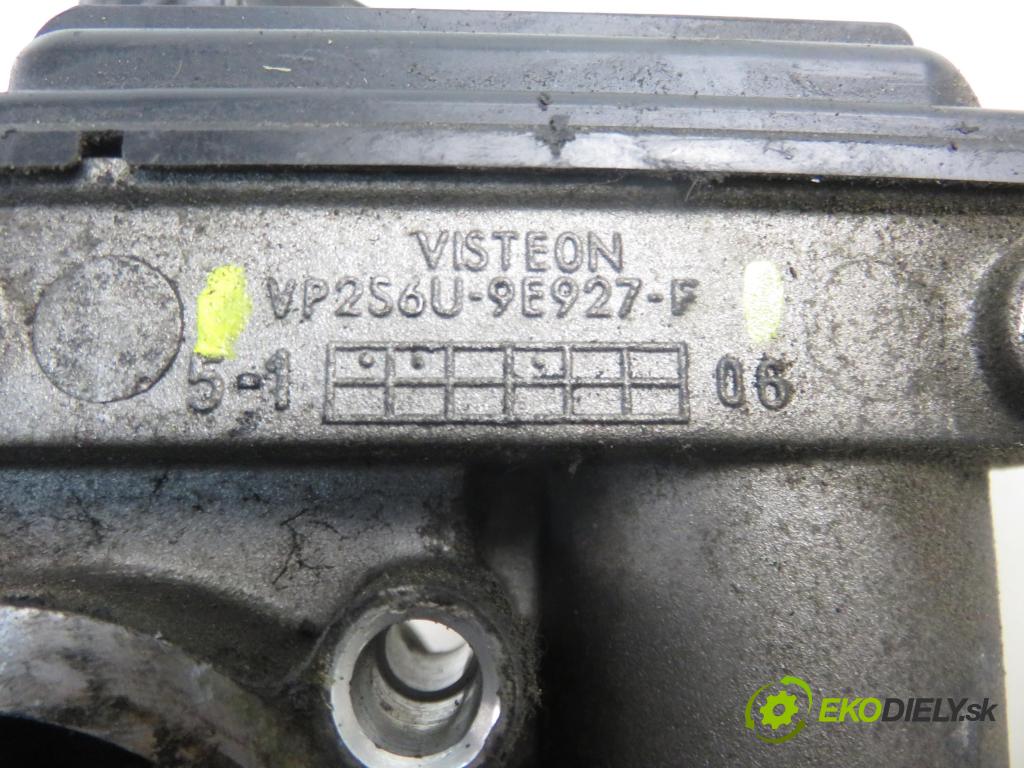 VISTEON
VP2S6U-9E927-F
5-1 06
EKODIELY.sk